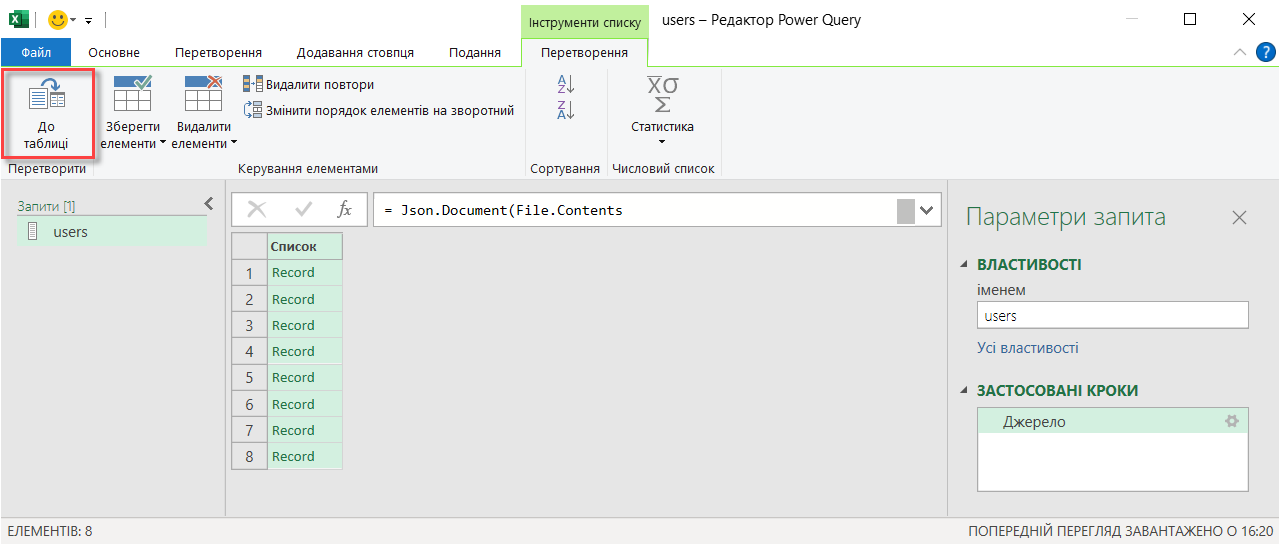 Інструменти списку
users – Редактор Power Query
Файл
Основне
Перетворення
Додавання стовпця
Подання
Перетворення
До
таблиці
Зберегти
елементи
Видалити
елементи
Видалити повтори
Змінити порядок елементів на зворотний
A
Z
Z
A
X̅σ
Σ
Статистика
Перетворити
Керування елементами
Сортування
Числовий список
?
Запити [1]
users
fx
= Json.Document(File.Contents
Список
1 Record
2 Record
3 Record
4 Record
5 Record
6 Record
7 Record
8 Record
Параметри запита
ВЛАСТИВОСТІ
іменем
users
Усі властивості
ЗАСТОСОВАНІ КРОКИ
Джерело
ЕЛЕМЕНТІВ: 8
ПОПЕРЕДНІЙ ПЕРЕГЛЯД ЗАВАНТАЖЕНО О 16:20